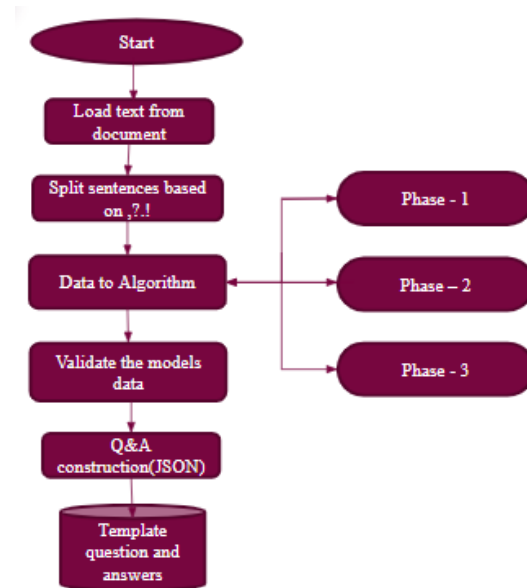 Start
Load text from
document
Split sentences based
on ,?.!
Data to Algorithm
Validate the models
data
Q&A
construction(JSON)
Template
question and
answers
Phase - 1
Phase – 2
Phase - 3